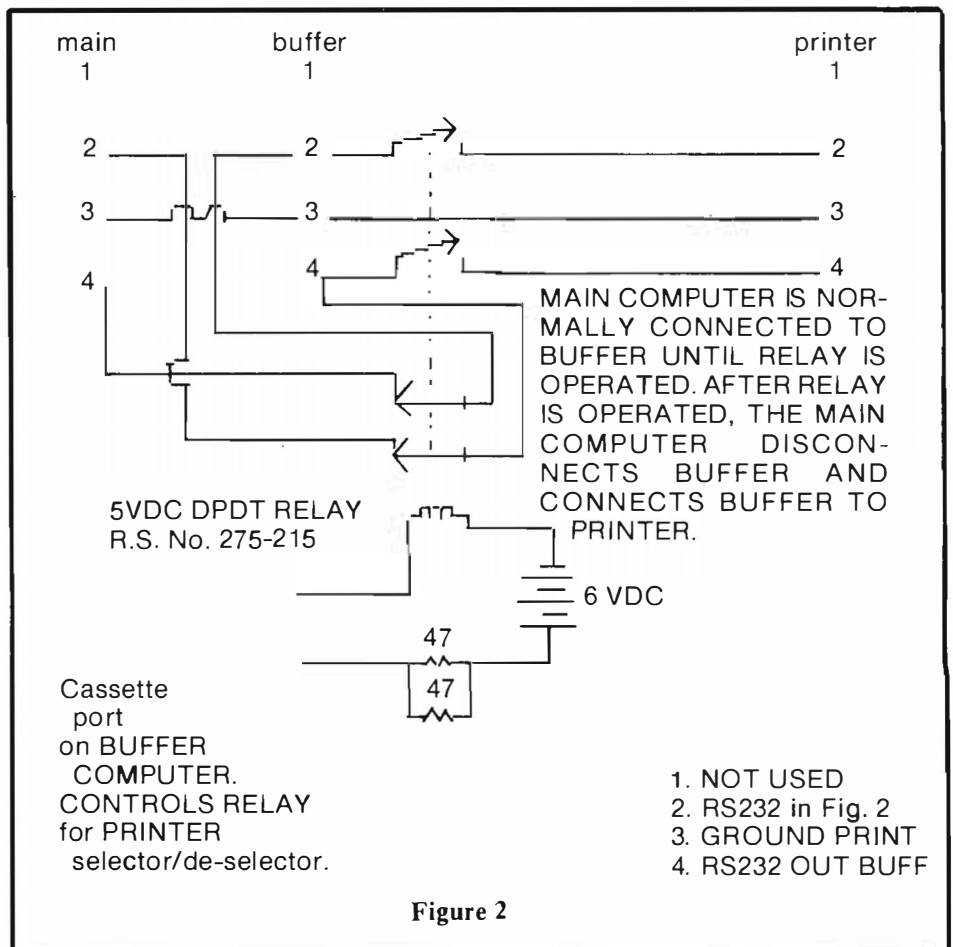 main buffer printer
1 1 1
2 2 2
3 3 3
4 4 4
MAIN COMPUTER IS NOR-
MALLY CONNECTED TO
BUFFER UNTIL RELAY IS
OPERATED. AFTER RELAY
IS OPERATED, THE MAIN
COMPUTER DISCON-
NECTS BUFFER AND
CONNECTS BUFFER TO
PRINTER.
5VDC DPDT RELAY
R.S. No. 275-215
6 VDC
47
47
Cassette
port
on BUFFER
COMPUTER.
CONTROLS RELAY
for PRINTER
selector/de-selector.
1. NOT USED
2. RS232 in Fig. 2
3. GROUND PRINT
4. RS232 OUT BUFF
Figure 2